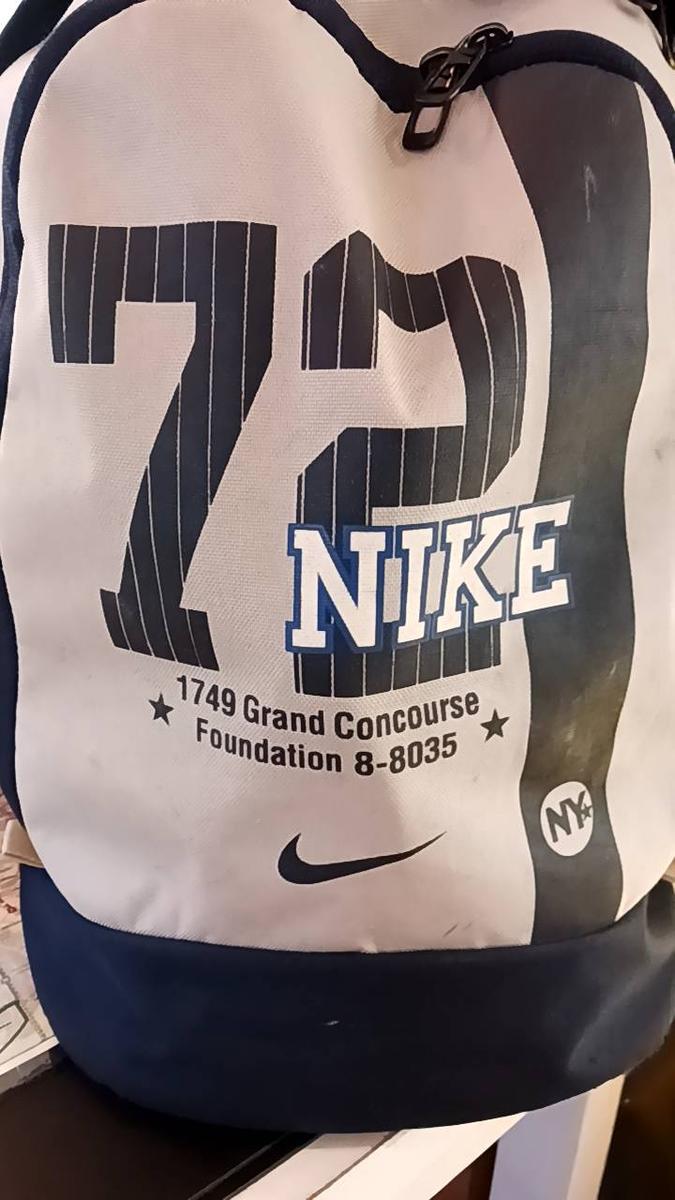 72
NIKE
1749 Grand Concourse
Foundation 8-8035
NY